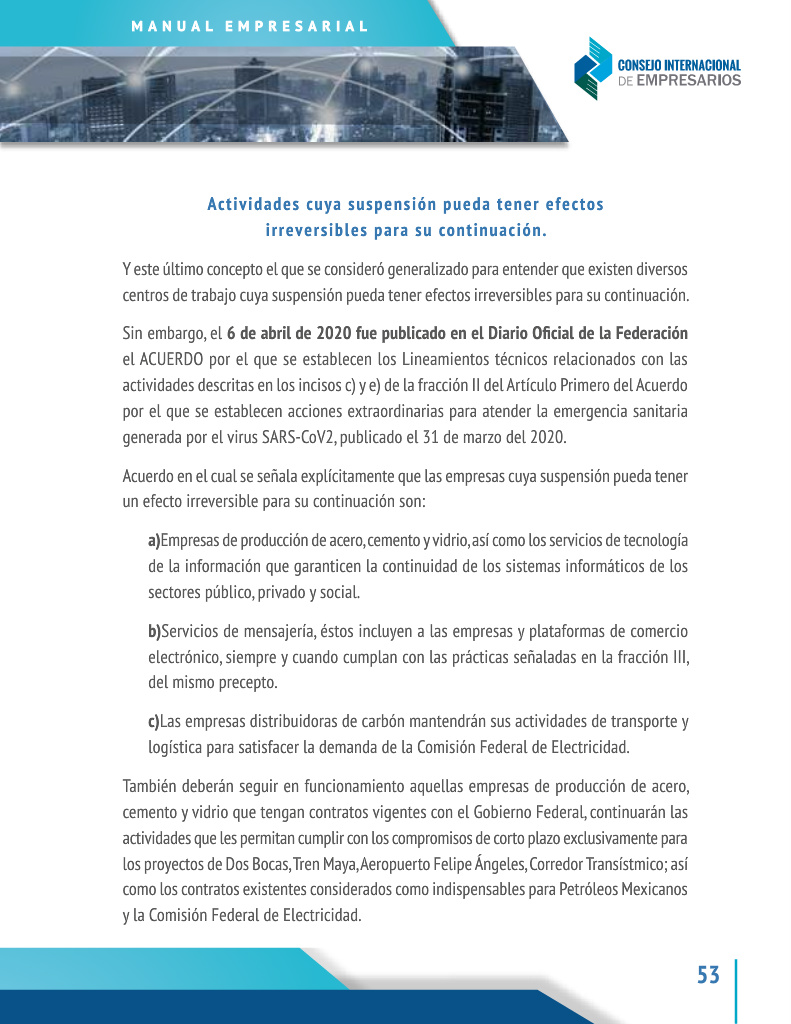 MANUAL EMPRESARIAL
CONSEJO INTERNACIONAL
DE EMPRESARIOS
Actividades cuya suspensión pueda tener efectos
irreversibles para su continuación.
Y este último concepto el que se consideró generalizado para entender que existen diversos
centros de trabajo cuya suspensión pueda tener efectos irreversibles para su continuación.
Sin embargo, el 6 de abril de 2020 fue publicado en el Diario Oficial de la Federación
el ACUERDO por el que se establecen los Lineamientos técnicos relacionados con las
actividades descritas en los incisos c) y e) de la fracción II del Artículo Primero del Acuerdo
por el que se establecen acciones extraordinarias para atender la emergencia sanitaria
generada por el virus SARS-CoV2, publicado el 31 de marzo del 2020.
Acuerdo en el cual se señala explícitamente que las empresas cuya suspensión pueda tener
un efecto irreversible para su continuación son:
a)Empresas de producción de acero, cemento y vidrio, así como los servicios de tecnología
de la información que garanticen la continuidad de los sistemas informáticos de los
sectores público, privado y social.
b)Servicios de mensajería, éstos incluyen a las empresas y plataformas de comercio
electrónico, siempre y cuando cumplan con las prácticas señaladas en la fracción III,
del mismo precepto.
c)Las empresas distribuidoras de carbón mantendrán sus actividades de transporte y
logística para satisfacer la demanda de la Comisión Federal de Electricidad.
También deberán seguir en funcionamiento aquellas empresas de producción de acero,
cemento y vidrio que tengan contratos vigentes con el Gobierno Federal, continuarán las
actividades que les permitan cumplir con los compromisos de corto plazo exclusivamente para
los proyectos de Dos Bocas, Tren Maya, Aeropuerto Felipe Ángeles, Corredor Transístmico; así
como los contratos existentes considerados como indispensables para Petróleos Mexicanos
y la Comisión Federal de Electricidad.
53